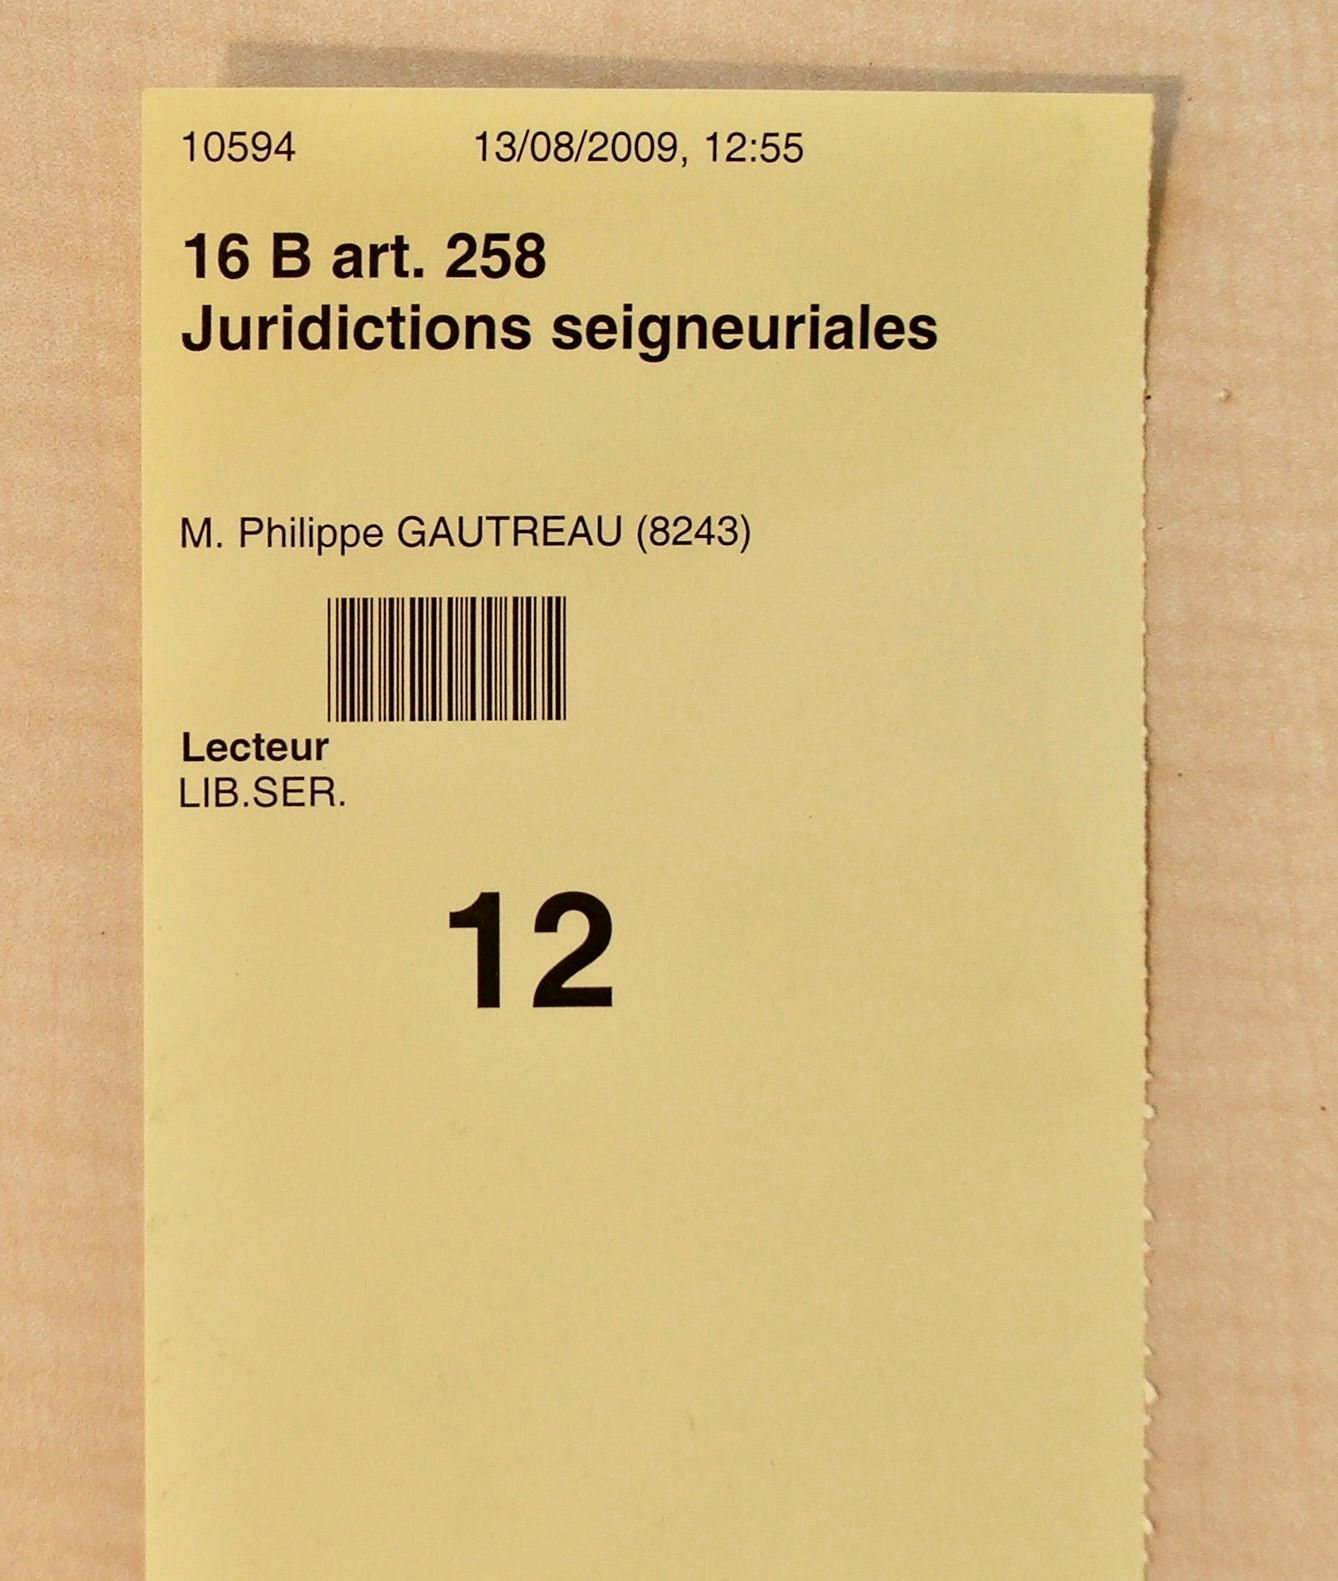 10594 13/08/2009, 12:55
16 B art. 258
Juridictions seigneuriales
M. Philippe GAUTREAU (8243)
Lecteur
LIB.SER.
12